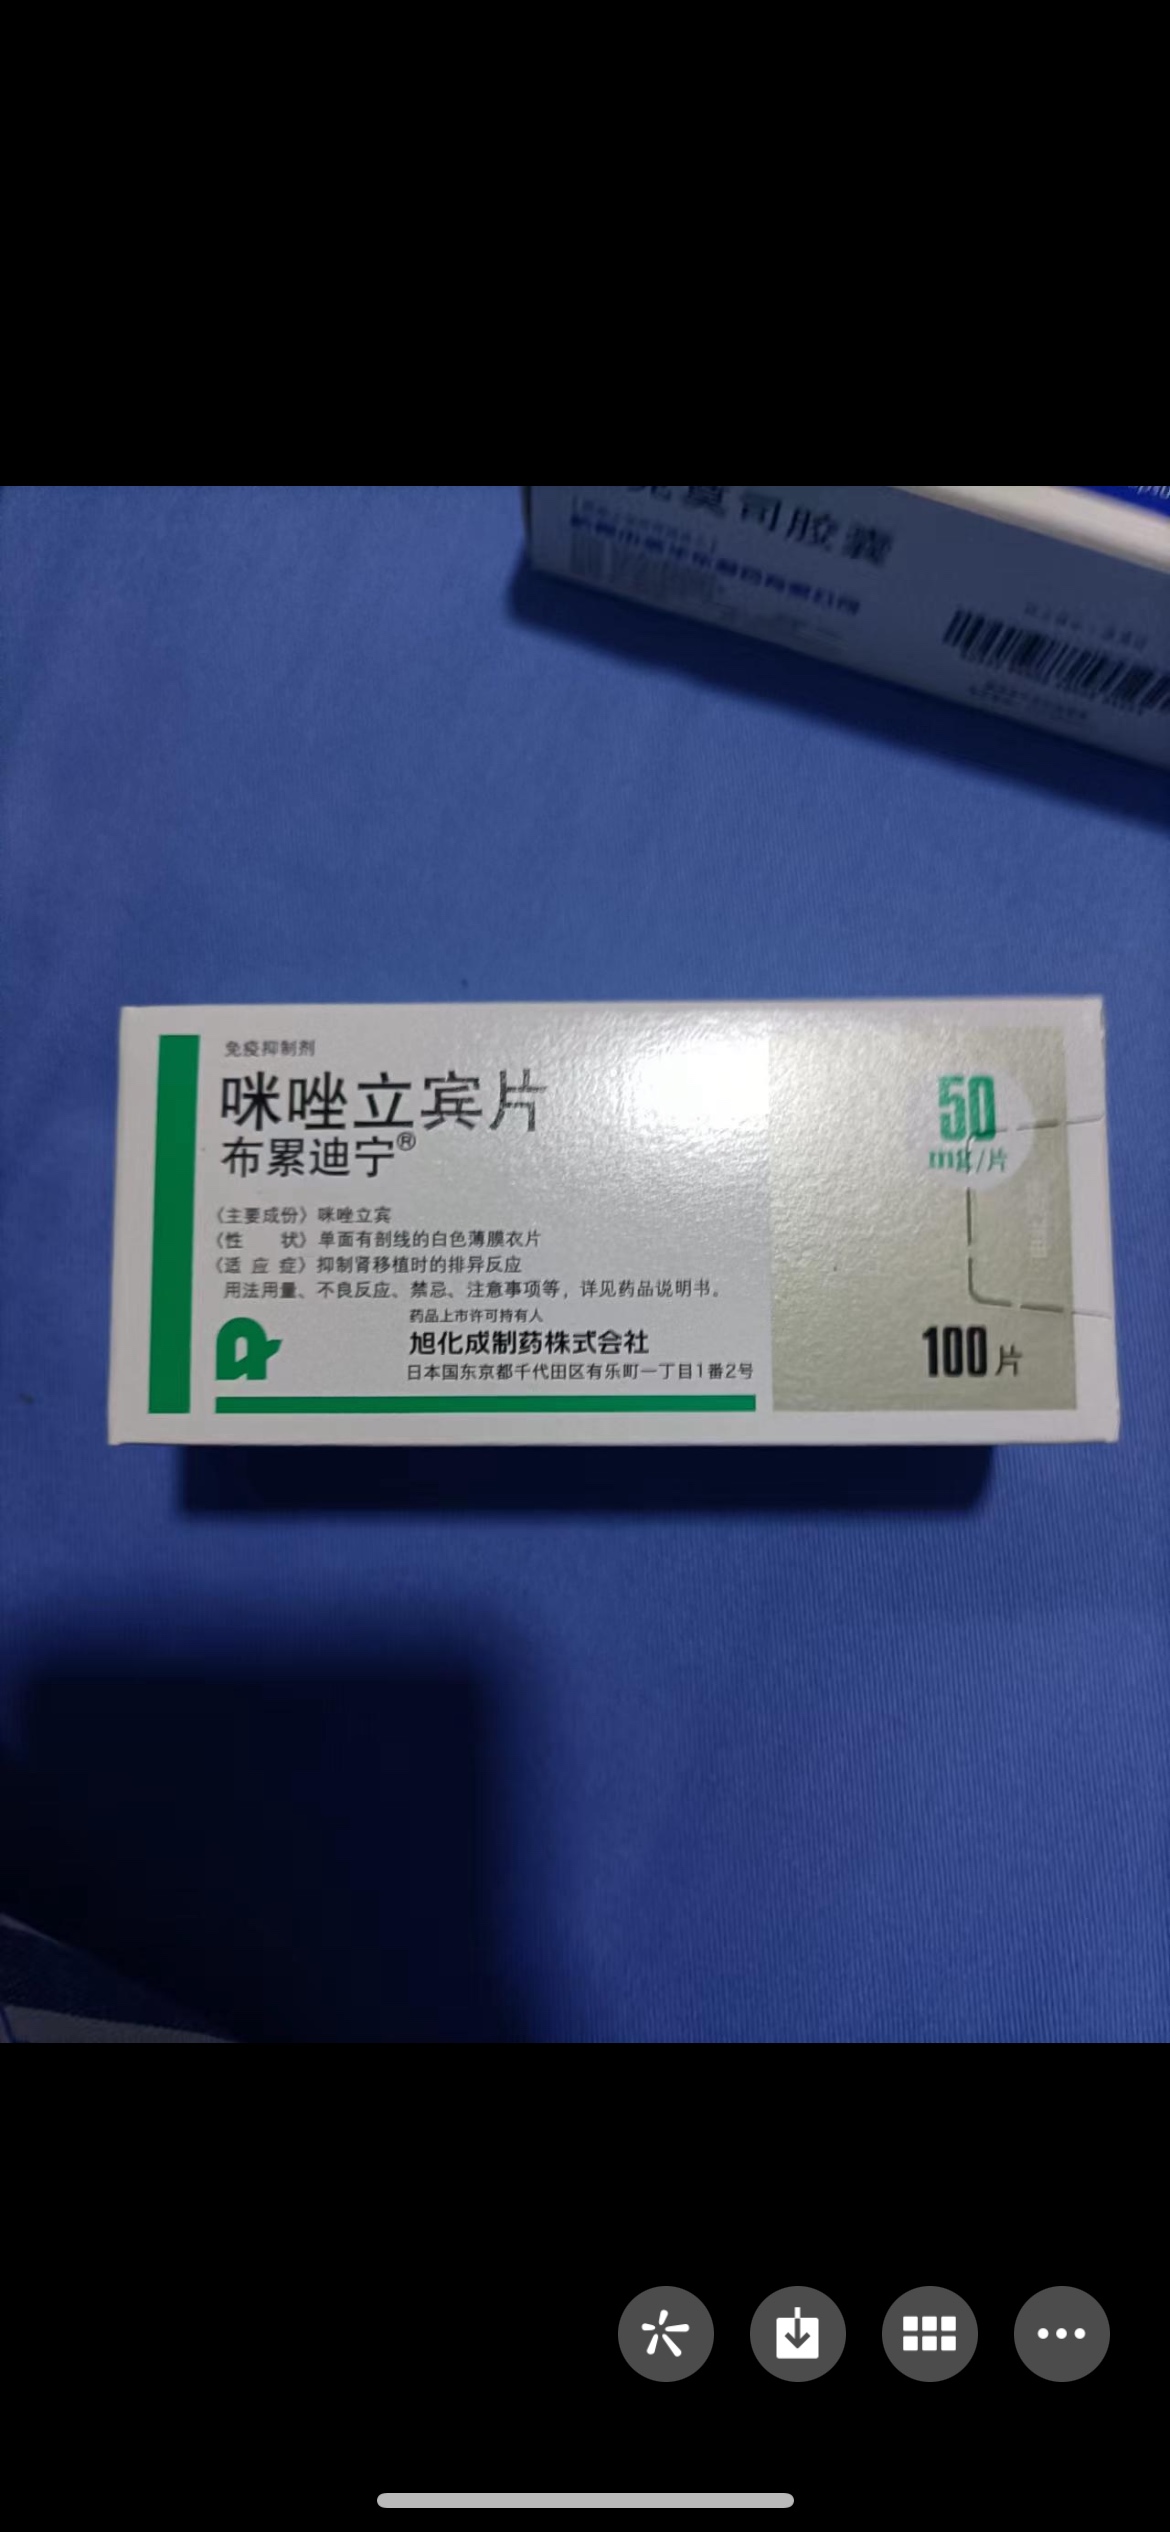 司胶囊
免疫抑制剂
咪唑立宾片
布累迪宁®
50
mg/片
〈主要成份〉咪唑立宾
〈性 状〉单面有剖线的白色薄膜衣片
〈适 应 症〉抑制肾移植时的排异反应
用法用量、不良反应、禁忌、注意事项等，详见药品说明书。
药品上市许可持有人
旭化成制药株式会社
日本国东京都千代田区有乐町一丁目1番2号
100片